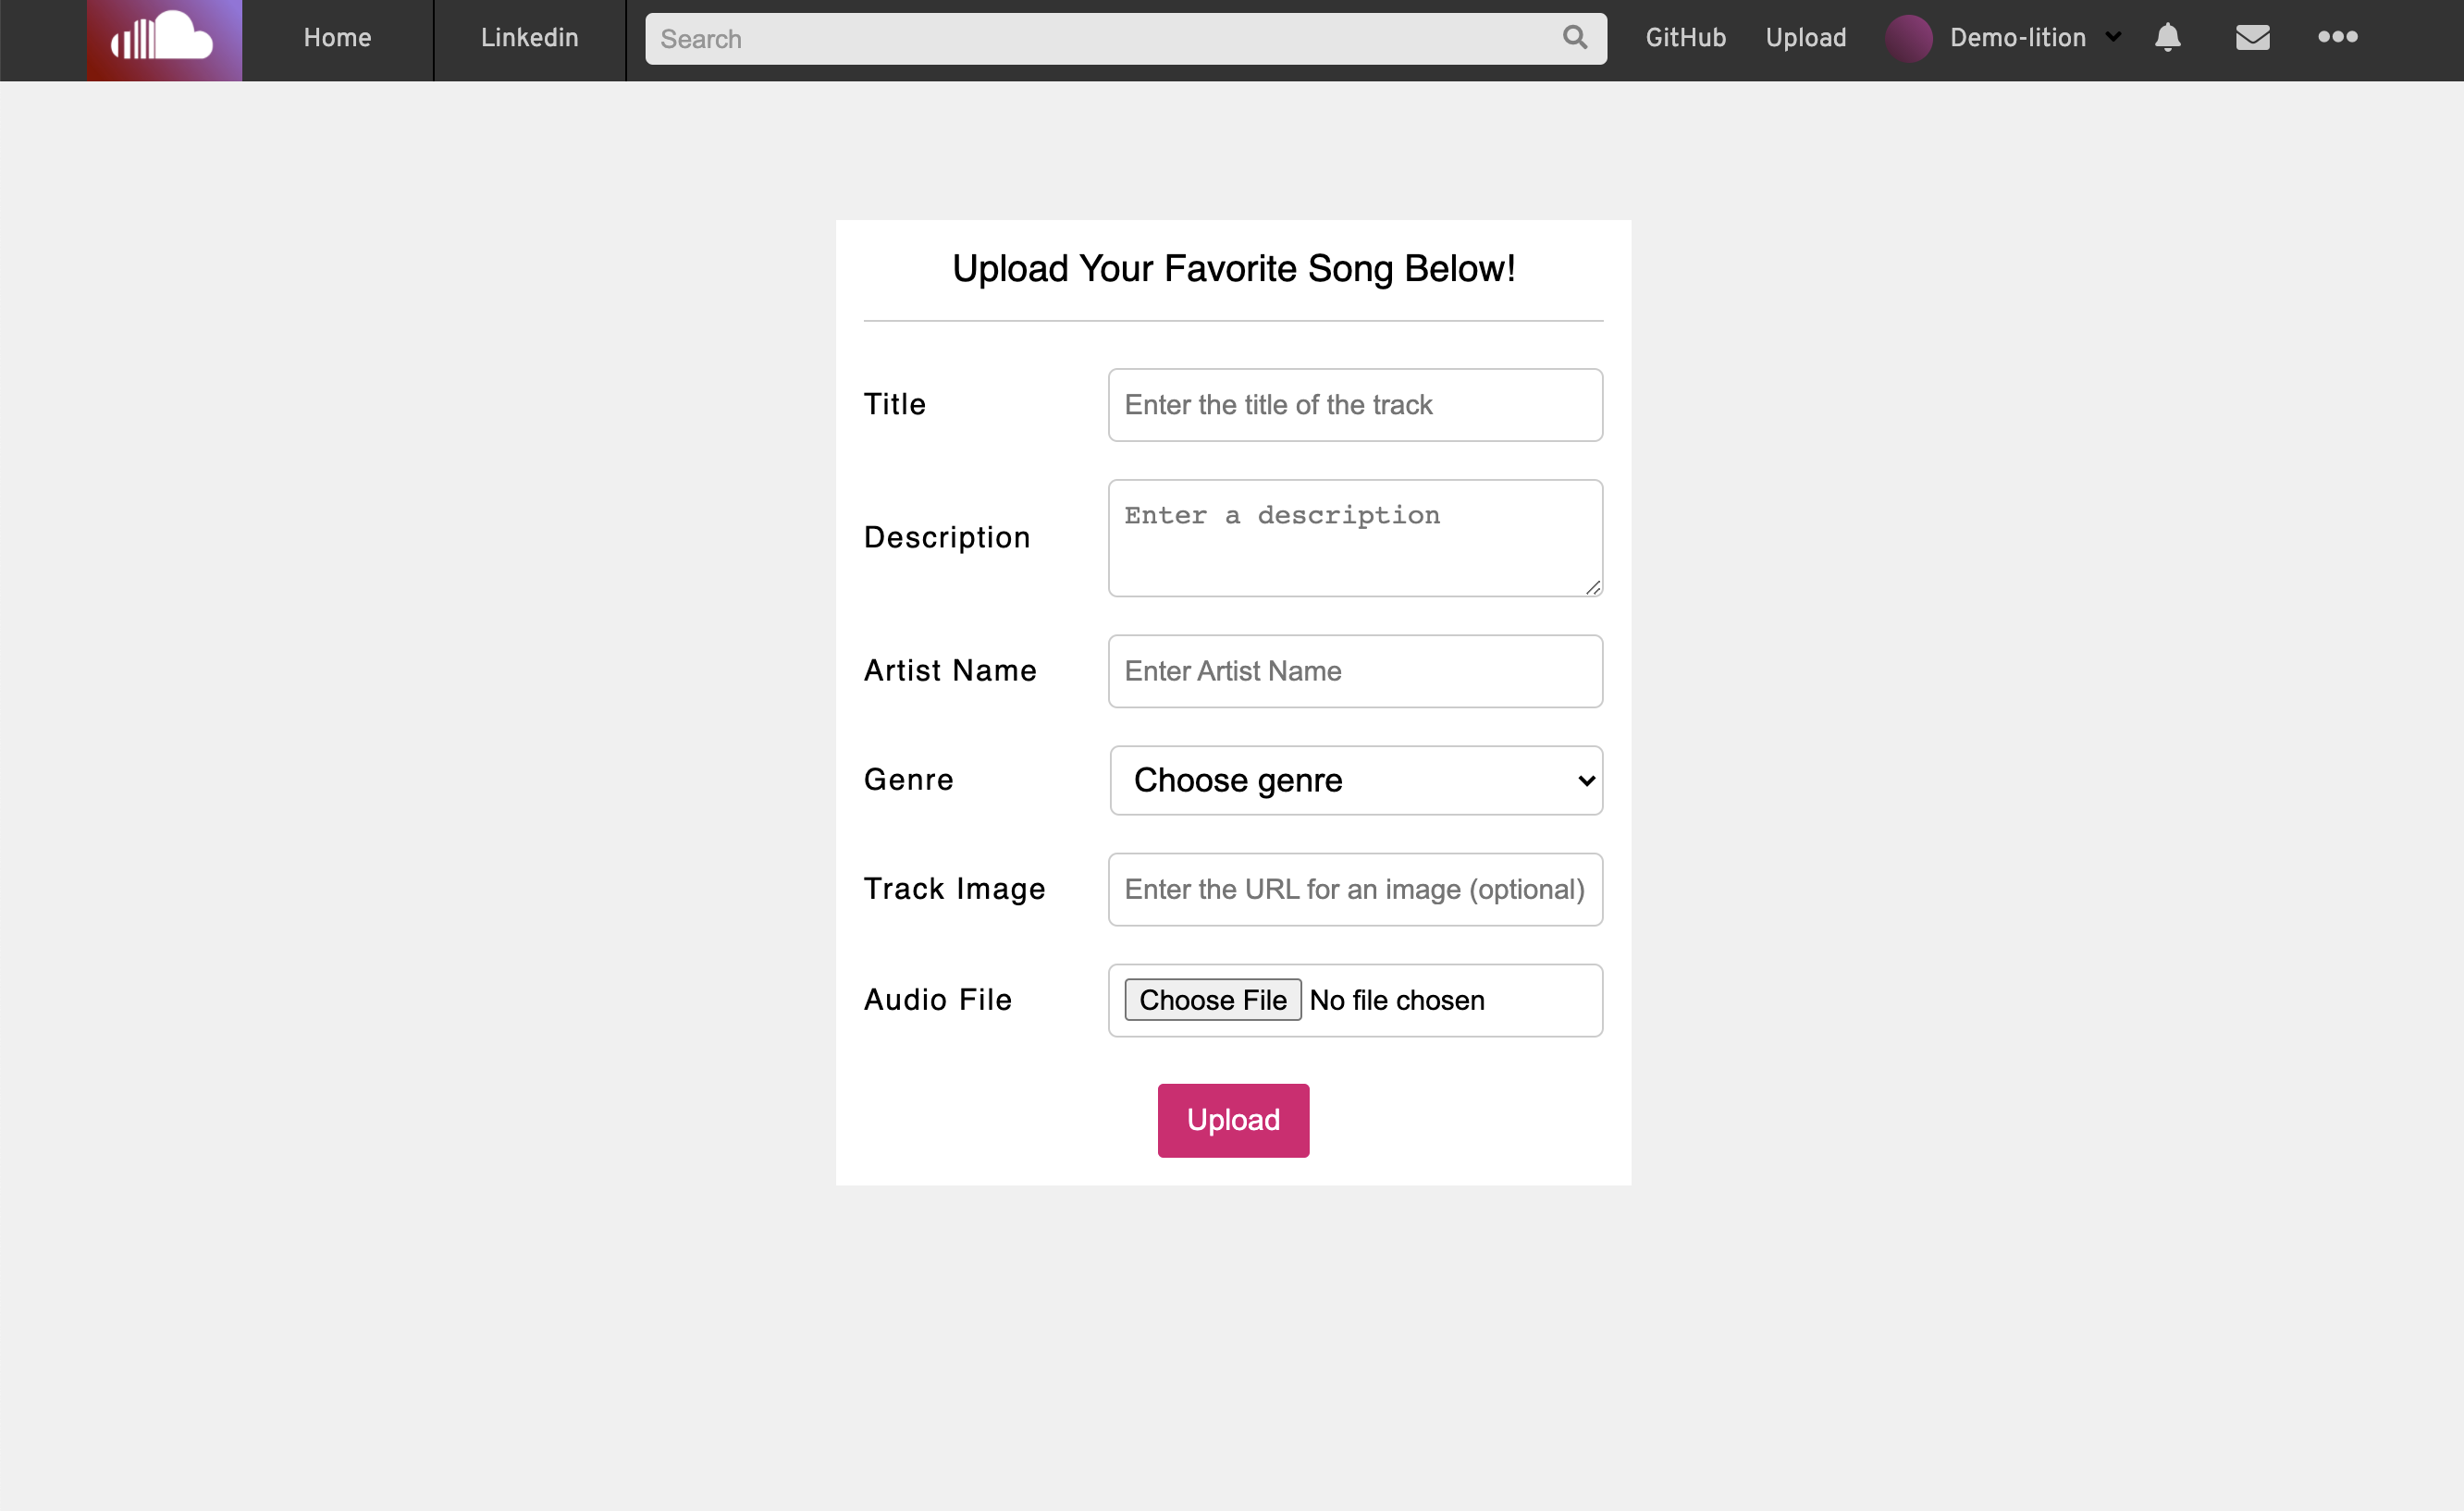 Home Linkedin Search GitHub Upload Demo-lition
Upload Your Favorite Song Below!
Title Enter the title of the track
Description Enter a description
Artist Name Enter Artist Name
Genre Choose genre
Track Image Enter the URL for an image (optional)
Audio File Choose File No file chosen
Upload